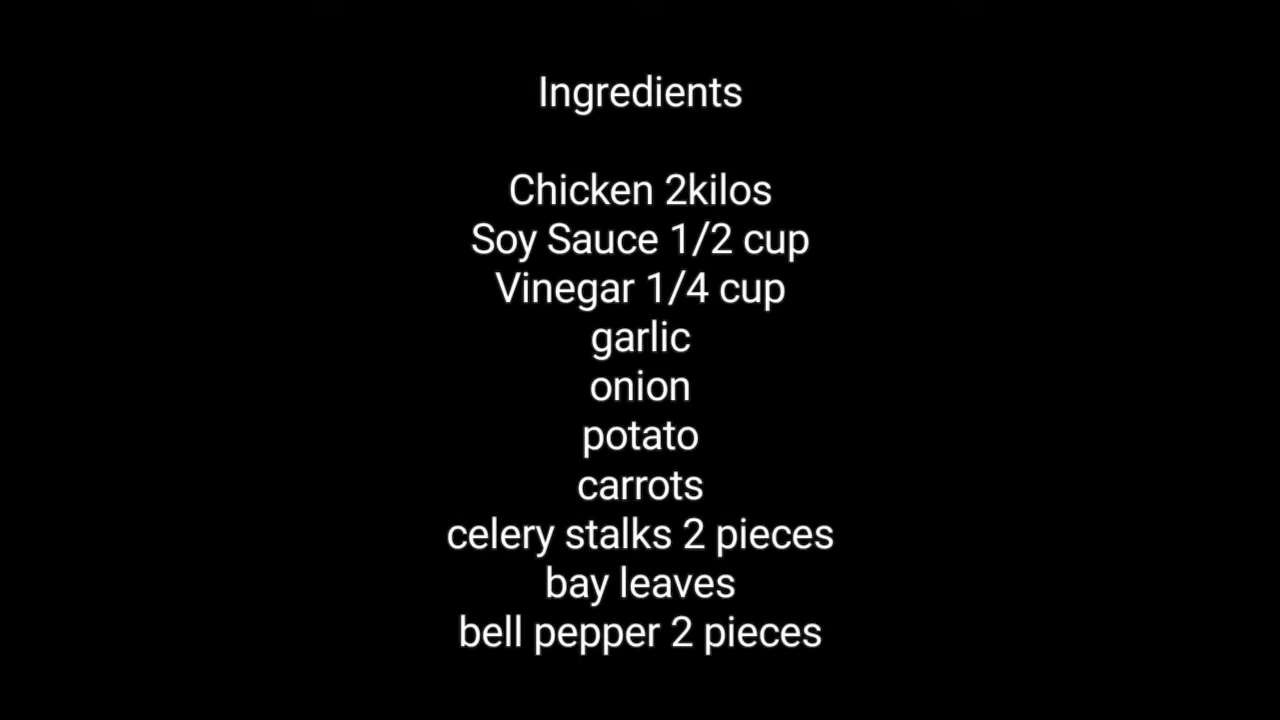 Ingredients
Chicken 2kilos
Soy Sauce 1/2 cup
Vinegar 1/4 cup
garlic
onion
potato
carrots
celery stalks 2 pieces
bay leaves
bell pepper 2 pieces